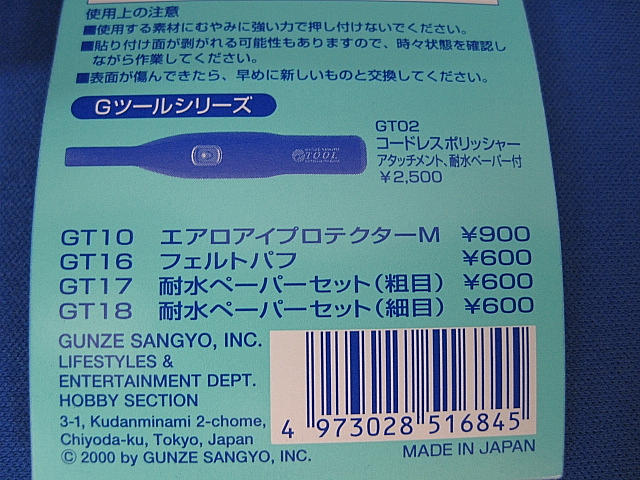 使用上の注意
■使用する素材にむやみに強い力で押し付けないでください。
■貼り付け面が剥がれる可能性もありますので、時々状態を確認し
ながら作業してください。
■表面が傷んできたら、早めに新しいものと交換してください。
Gツールシリーズ
GT02
コードレスポリッシャー
アタッチメント、耐水ペーパー付
￥2,500
GUNZE SANGYO
TOOL
GT10 エアロアイプロテクターM ¥900
GT16 フェルトパフ ¥600
GT17 耐水ペーパーセット（粗目） ¥600
GT18 耐水ペーパーセット（細目） ¥600
GUNZE SANGYO, INC.
LIFESTYLES &
ENTERTAINMENT DEPT.
HOBBY SECTION
3-1, Kudanminami 2-chome,
Chiyoda-ku, Tokyo, Japan
© 2000 by GUNZE SANGYO, INC.
4 973028 516845
MADE IN JAPAN